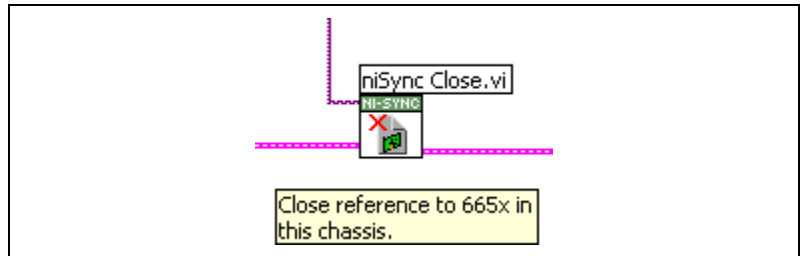 niSync Close.vi
NI-SYNC
Close reference to 665x in
this chassis.